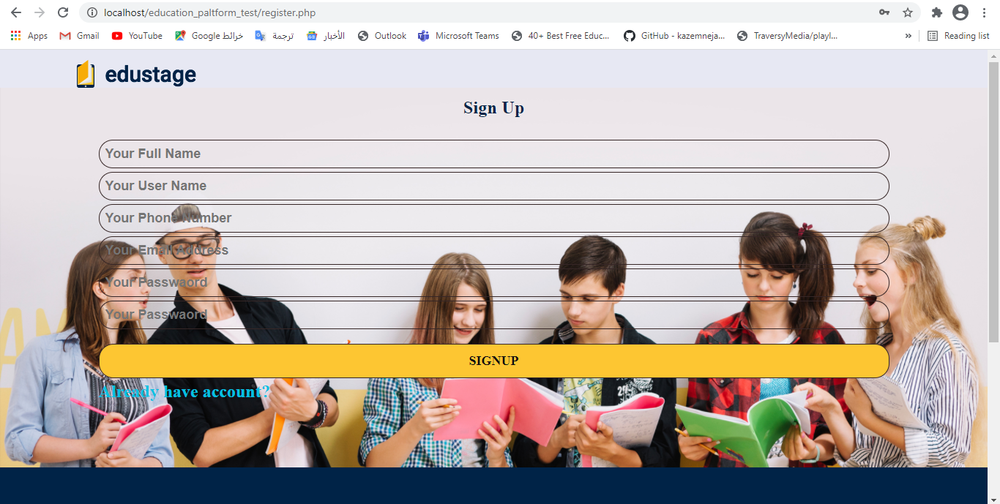 localhost/education_paltform_test/register.php
Apps Gmail YouTube Google خرائط ترجمة الأخبار Outlook Microsoft Teams 40+ Best Free Educ... GitHub - kazemneja... TraversyMedia/playl... » Reading list
edustage
Sign Up
Your Full Name
Your User Name
Your Phone Number
Your Email Address
Your Passwaord
Your Passwaord
SIGNUP
Already have account?